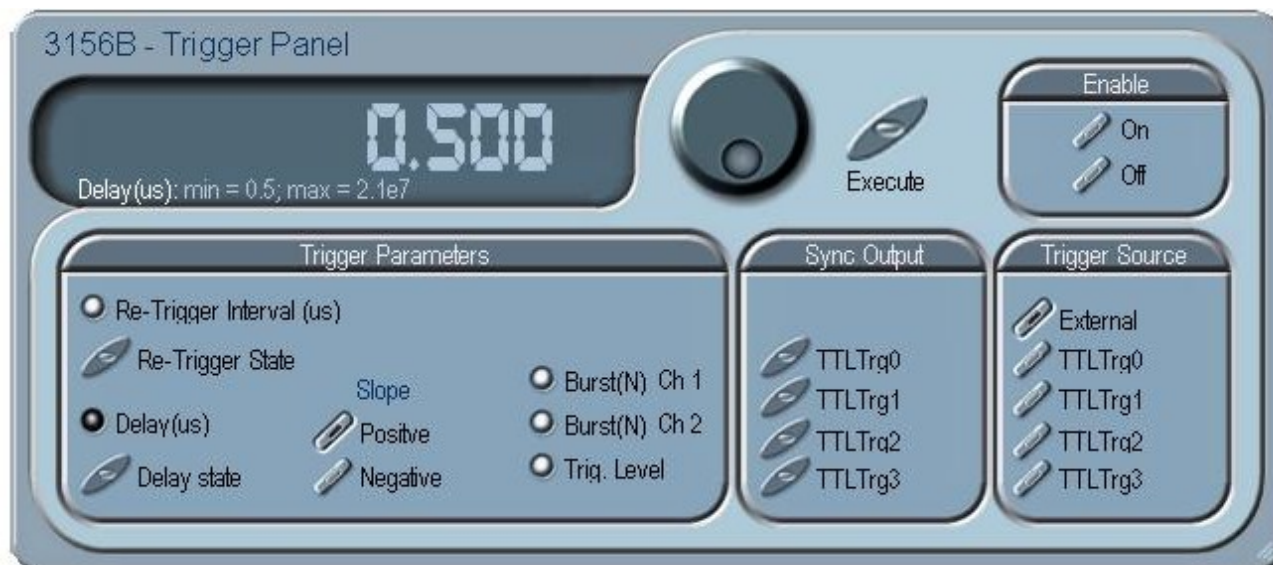 3156B - Trigger Panel
0.500
Delay(us): min = 0.5; max = 2.1e7
Execute
Enable
On
Off
Trigger Parameters
Re-Trigger Interval (us)
Re-Trigger State
Delay(us)
Delay state
Slope
Positve
Negative
Burst(N) Ch 1
Burst(N) Ch 2
Trig. Level
Sync Output
TTLTrg0
TTLTrg1
TTLTrg2
TTLTrg3
Trigger Source
External
TTLTrg0
TTLTrg1
TTLTrg2
TTLTrg3